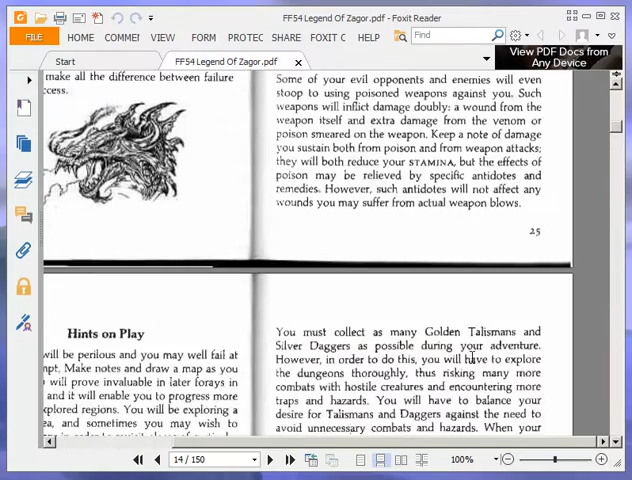 FF54 Legend Of Zagor.pdf - Foxit Reader
FILE HOME COMMEI VIEW FORM PROTEC SHARE FOXIT C HELP Find
View PDF Docs from
Any Device
Start FF54 Legend Of Zagor.pdf
make all the difference between failure
ccess.
Some of your evil opponents and enemies will even
stoop to using poisoned weapons against you. Such
weapons will inflict damage doubly: a wound from the
weapon itself and extra damage from the venom or
poison smeared on the weapon. Keep a note of damage
you sustain both from poison and from weapon attacks;
they will both reduce your STAMINA, but the effects of
poison may be relieved by specific antidotes and
remedies. However, such antidotes will not affect any
wounds you may suffer from actual weapon blows.
25
Hints on Play
will be perilous and you may well fail at
npt. Make notes and draw a map as you
will prove invaluable in later forays in
and it will enable you to progress more
xplored regions. You will be exploring a
ea, and sometimes you may wish to
You must collect as many Golden Talismans and
Silver Daggers as possible during your adventure.
However, in order to do this, you will have to explore
the dungeons thoroughly, thus risking many more
combats with hostile creatures and encountering more
traps and hazards. You will have to balance your
desire for Talismans and Daggers against the need to
avoid unnecessary combats and hazards. When your
14 / 150 100%